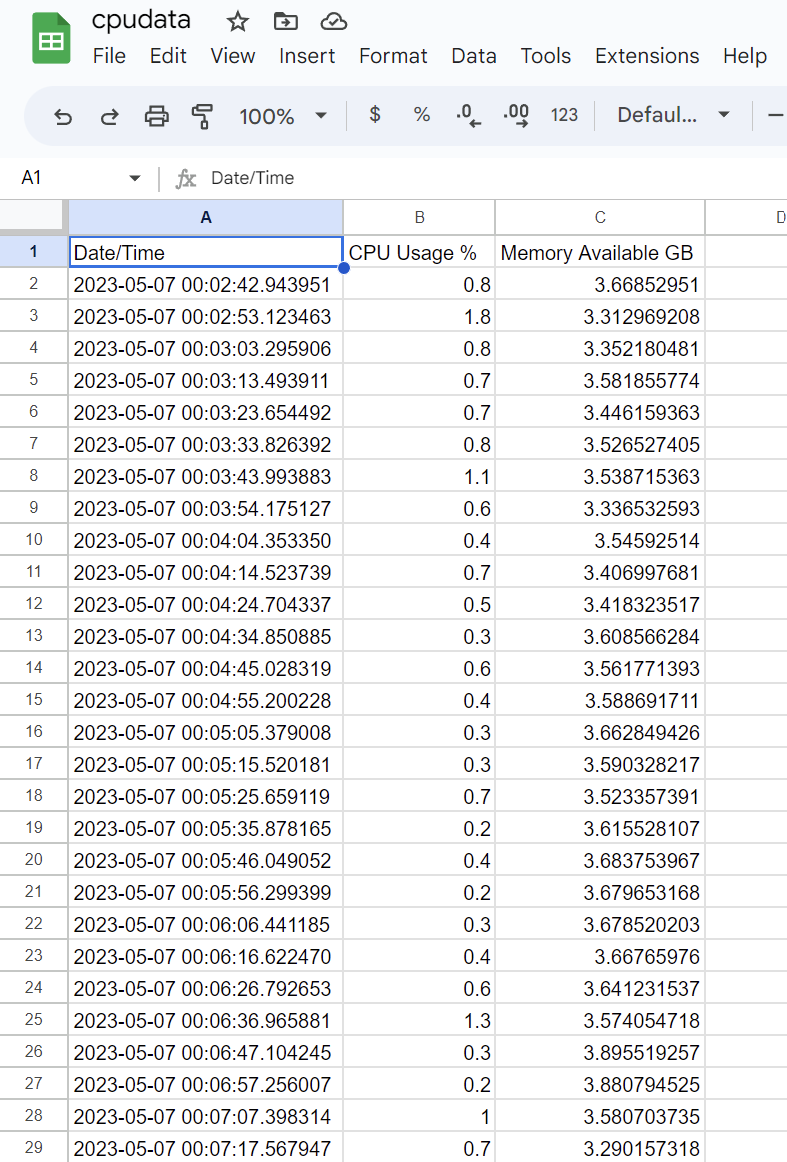 cpudata
File Edit View Insert Format Data Tools Extensions Help
100% $ % .0 .00 123 Defaul...
A1 fx Date/Time
A B C D
1 Date/Time CPU Usage % Memory Available GB
2 2023-05-07 00:02:42.943951 0.8 3.66852951
3 2023-05-07 00:02:53.123463 1.8 3.312969208
4 2023-05-07 00:03:03.295906 0.8 3.352180481
5 2023-05-07 00:03:13.493911 0.7 3.581855774
6 2023-05-07 00:03:23.654492 0.7 3.446159363
7 2023-05-07 00:03:33.826392 0.8 3.526527405
8 2023-05-07 00:03:43.993883 1.1 3.538715363
9 2023-05-07 00:03:54.175127 0.6 3.336532593
10 2023-05-07 00:04:04.353350 0.4 3.54592514
11 2023-05-07 00:04:14.523739 0.7 3.406997681
12 2023-05-07 00:04:24.704337 0.5 3.418323517
13 2023-05-07 00:04:34.850885 0.3 3.608566284
14 2023-05-07 00:04:45.028319 0.6 3.561771393
15 2023-05-07 00:04:55.200228 0.4 3.588691711
16 2023-05-07 00:05:05.379008 0.3 3.662849426
17 2023-05-07 00:05:15.520181 0.3 3.590328217
18 2023-05-07 00:05:25.659119 0.7 3.523357391
19 2023-05-07 00:05:35.878165 0.2 3.615528107
20 2023-05-07 00:05:46.049052 0.4 3.683753967
21 2023-05-07 00:05:56.299399 0.2 3.679653168
22 2023-05-07 00:06:06.441185 0.3 3.678520203
23 2023-05-07 00:06:16.622470 0.4 3.66765976
24 2023-05-07 00:06:26.792653 0.6 3.641231537
25 2023-05-07 00:06:36.965881 1.3 3.574054718
26 2023-05-07 00:06:47.104245 0.3 3.895519257
27 2023-05-07 00:06:57.256007 0.2 3.880794525
28 2023-05-07 00:07:07.398314 1 3.580703735
29 2023-05-07 00:07:17.567947 0.7 3.290157318